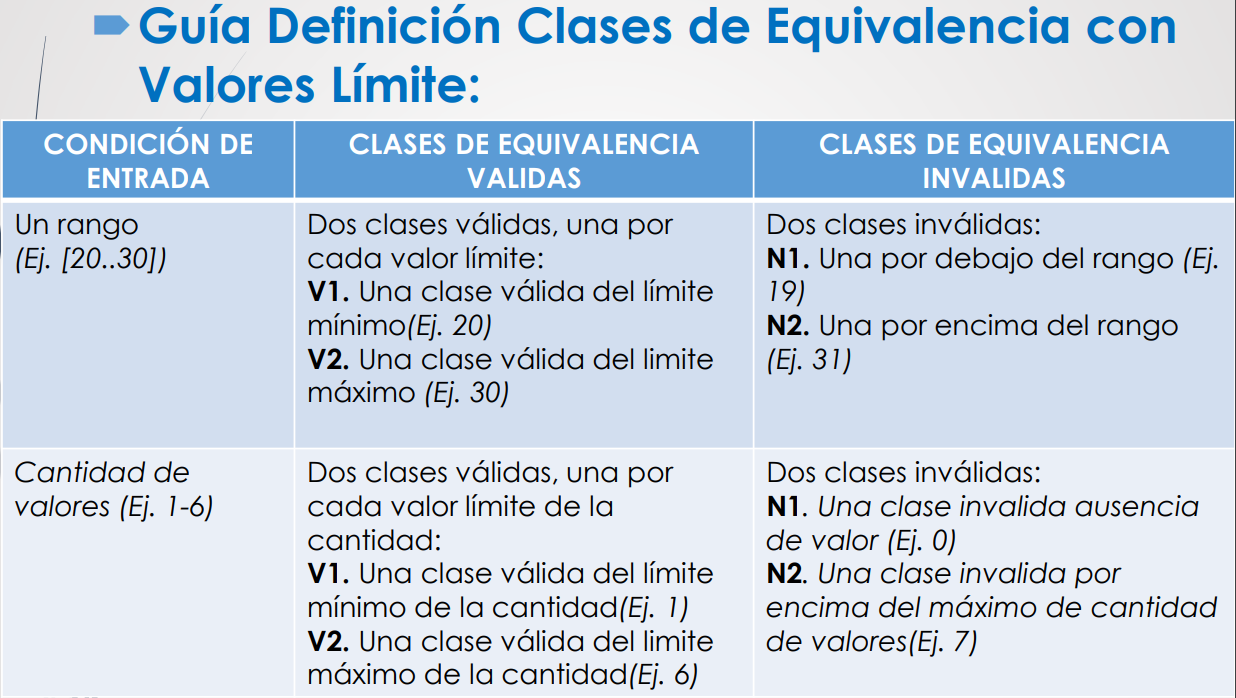 Guía Definición Clases de Equivalencia con
Valores Límite:
CONDICIÓN DE
ENTRADA
CLASES DE EQUIVALENCIA
VALIDAS
CLASES DE EQUIVALENCIA
INVALIDAS
Un rango
(Ej. [20..30])
Dos clases válidas, una por
cada valor límite:
V1. Una clase válida del límite
mínimo(Ej. 20)
V2. Una clase válida del limite
máximo (Ej. 30)
Dos clases inválidas:
N1. Una por debajo del rango (Ej.
19)
N2. Una por encima del rango
(Ej. 31)
Cantidad de
valores (Ej. 1-6)
Dos clases válidas, una por
cada valor límite de la
cantidad:
V1. Una clase válida del límite
mínimo de la cantidad(Ej. 1)
V2. Una clase válida del limite
máximo de la cantidad(Ej. 6)
Dos clases inválidas:
N1. Una clase invalida ausencia
de valor (Ej. 0)
N2. Una clase invalida por
encima del máximo de cantidad
de valores(Ej. 7)